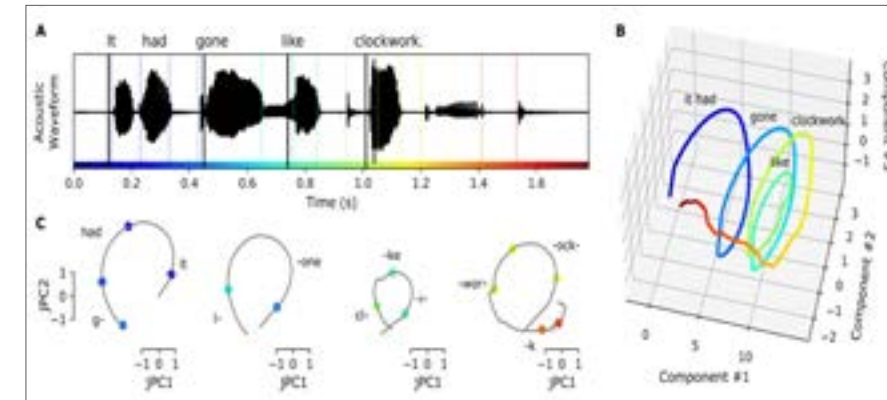 A
It had gone like clockwork.
Acoustic
Waveform
0.0 0.2 0.4 0.6 0.8 1.0 1.2 1.4 1.6
Time (s)
B
it had
gone
clockwork
like
3
2
1
0
−1
3
2
1
0
−1
−2
Component #2
0
5
10
Component #1
C
had
it
g-
jPC2
1
0
−1
−1 0 1
jPC1
-one
l-
−1 0 1
jPC1
-ke
cl-
−1 0 1
jPC1
-ock-
-wor-
-k
−1 0 1
jPC1